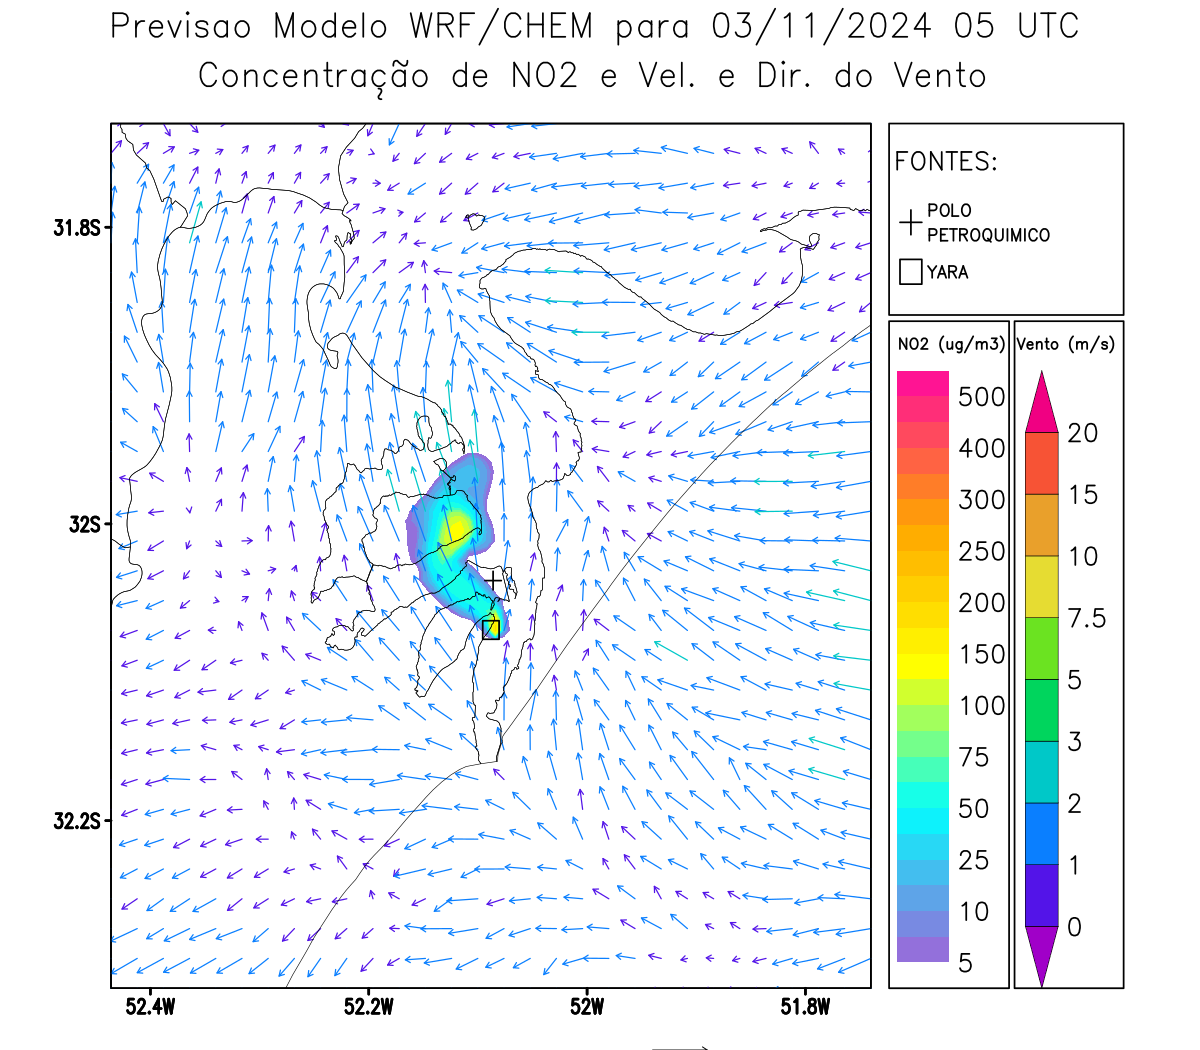 Previsao Modelo WRF/CHEM para 03/11/2024 05 UTC
Concentração de NO2 e Vel. e Dir. do Vento
FONTES:
POLO
PETROQUIMICO
YARA
NO2 (ug/m3)
500
400
300
250
200
150
100
75
50
25
10
5
Vento (m/s)
20
15
10
7.5
5
3
2
1
0
31.8S
32S
32.2S
52.4W
52.2W
52W
51.8W